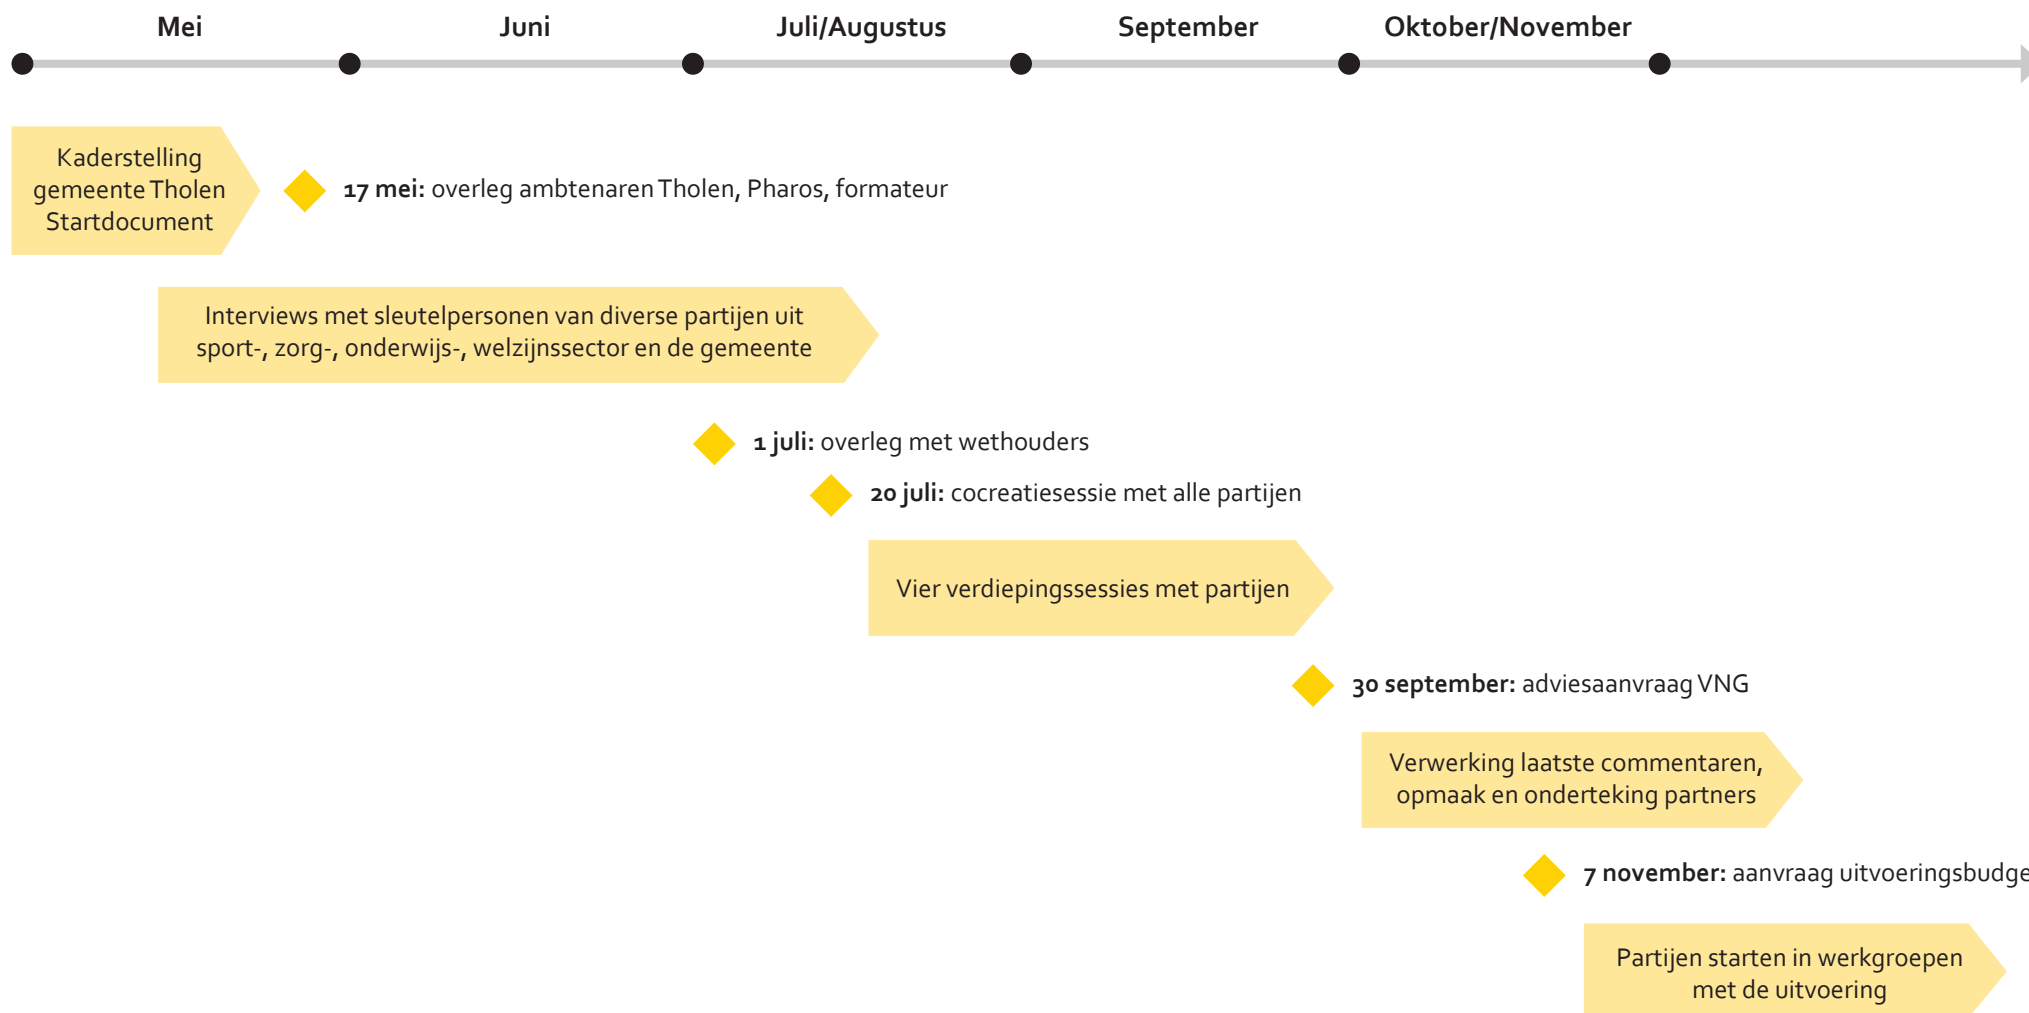 Mei
Juni
Juli/Augustus
September
Oktober/November
Kaderstelling
gemeente Tholen
Startdocument
17 mei: overleg ambtenaren Tholen, Pharos, formateur
Interviews met sleutelpersonen van diverse partijen uit
sport-, zorg-, onderwijs-, welzijnssector en de gemeente
1 juli: overleg met wethouders
20 juli: cocreatiesessie met alle partijen
Vier verdiepingssessies met partijen
30 september: adviesaanvraag VNG
Verwerking laatste commentaren,
opmaak en onderteking partners
7 november: aanvraag uitvoeringsbudge
Partijen starten in werkgroepen
met de uitvoering